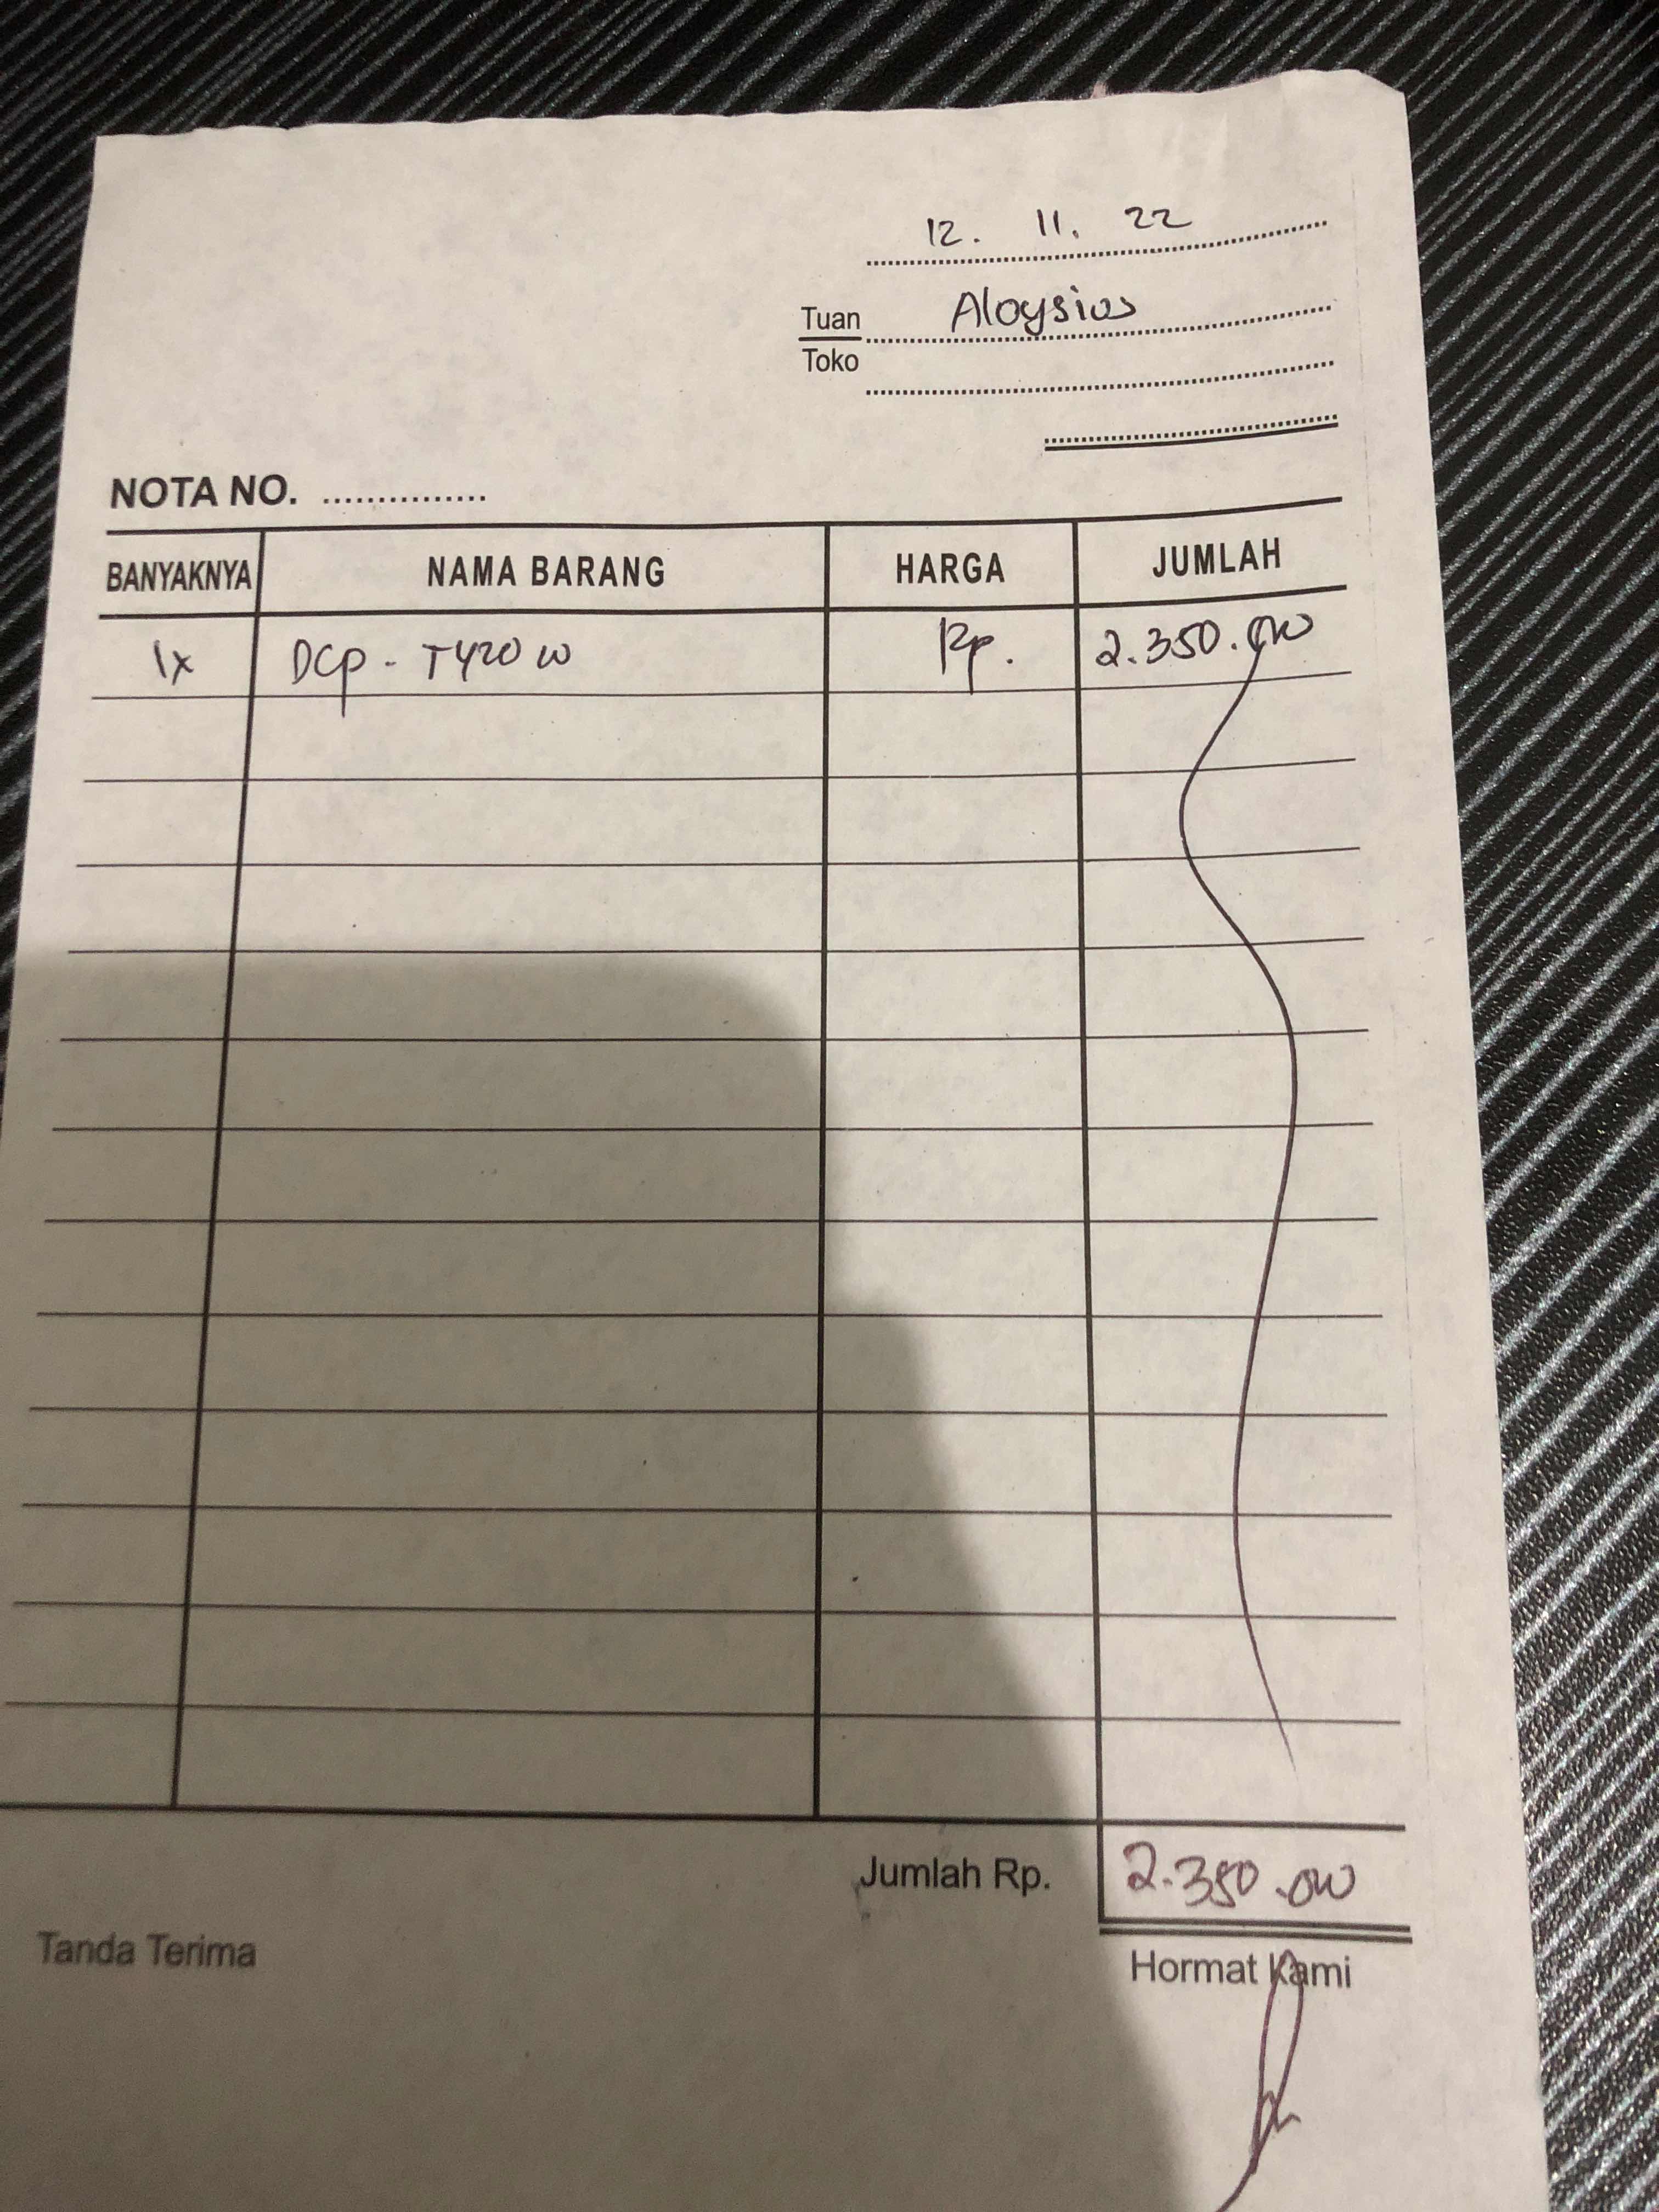 12. 11. 22
Tuan Aloysius
Toko
NOTA NO. ...............
BANYAKNYA NAMA BARANG HARGA JUMLAH
1x DCP - T420W Rp. 2.350.000
Jumlah Rp. 2.350.000
Tanda Terima Hormat Kami